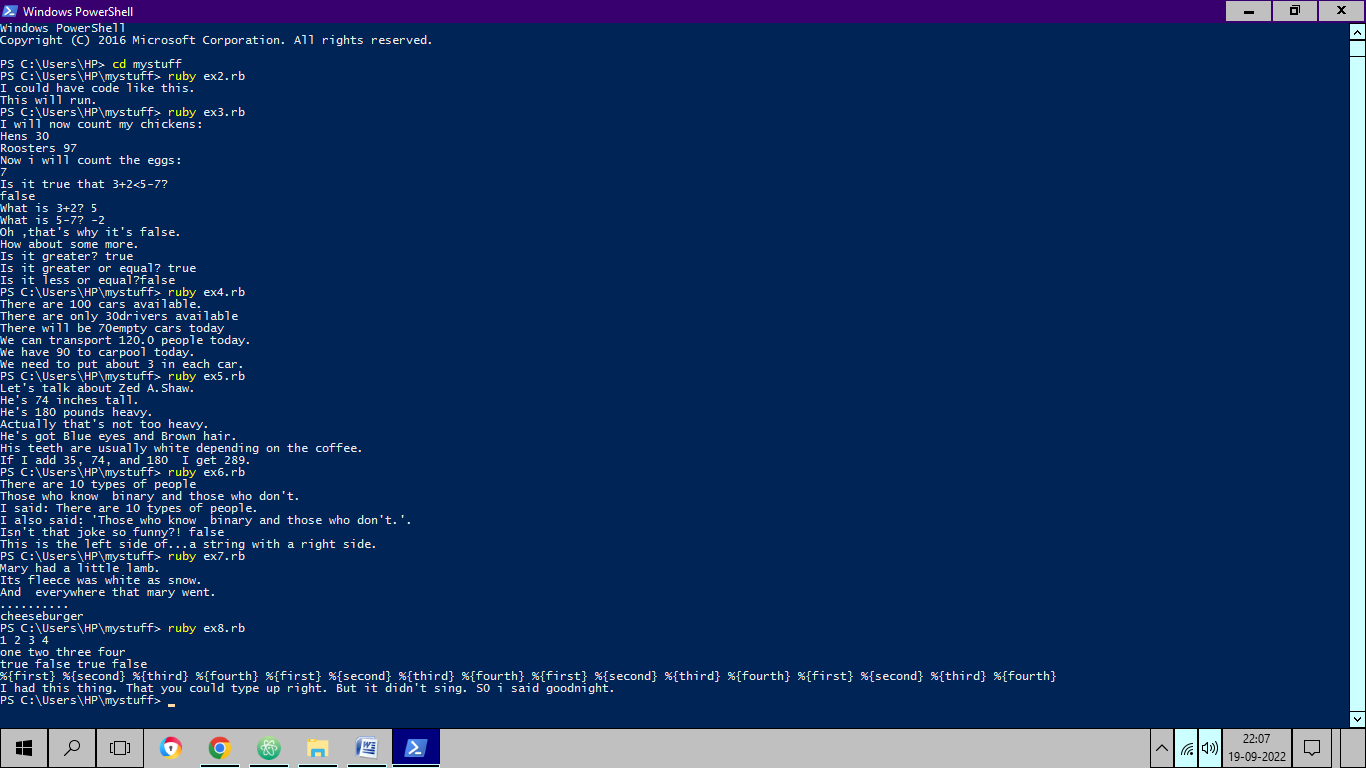 Windows PowerShell
Windows PowerShell
Copyright (C) 2016 Microsoft Corporation. All rights reserved.
PS C:\Users\HP> cd mystuff
PS C:\Users\HP\mystuff> ruby ex2.rb
I could have code like this.
This will run.
PS C:\Users\HP\mystuff> ruby ex3.rb
I will now count my chickens:
Hens 30
Roosters 97
Now i will count the eggs:
7
Is it true that 3+2<5-7?
false
What is 3+2? 5
What is 5-7? -2
Oh ,that's why it's false.
How about some more.
Is it greater? true
Is it greater or equal? true
Is it less or equal?false
PS C:\Users\HP\mystuff> ruby ex4.rb
There are 100 cars available.
There are only 30drivers available
There will be 70empty cars today
We can transport 120.0 people today.
We have 90 to carpool today.
We need to put about 3 in each car.
PS C:\Users\HP\mystuff> ruby ex5.rb
Let's talk about Zed A.Shaw.
He's 74 inches tall.
He's 180 pounds heavy.
Actually that's not too heavy.
He's got Blue eyes and Brown hair.
His teeth are usually white depending on the coffee.
If I add 35, 74, and 180  I get 289.
PS C:\Users\HP\mystuff> ruby ex6.rb
There are 10 types of people
Those who know  binary and those who don't.
I said: There are 10 types of people.
I also said: 'Those who know  binary and those who don't.'.
Isn't that joke so funny?! false
This is the left side of...a string with a right side.
PS C:\Users\HP\mystuff> ruby ex7.rb
Mary had a little lamb.
Its fleece was white as snow.
And  everywhere that mary went.
..........
cheeseburger
PS C:\Users\HP\mystuff> ruby ex8.rb
1 2 3 4
one two three four
true false true false
%{first} %{second} %{third} %{fourth} %{first} %{second} %{third} %{fourth} %{first} %{second} %{third} %{fourth} %{first} %{second} %{third} %{fourth}
I had this thing. That you could type up right. But it didn't sing. SO i said goodnight.
PS C:\Users\HP\mystuff> _
22:07
19-09-2022